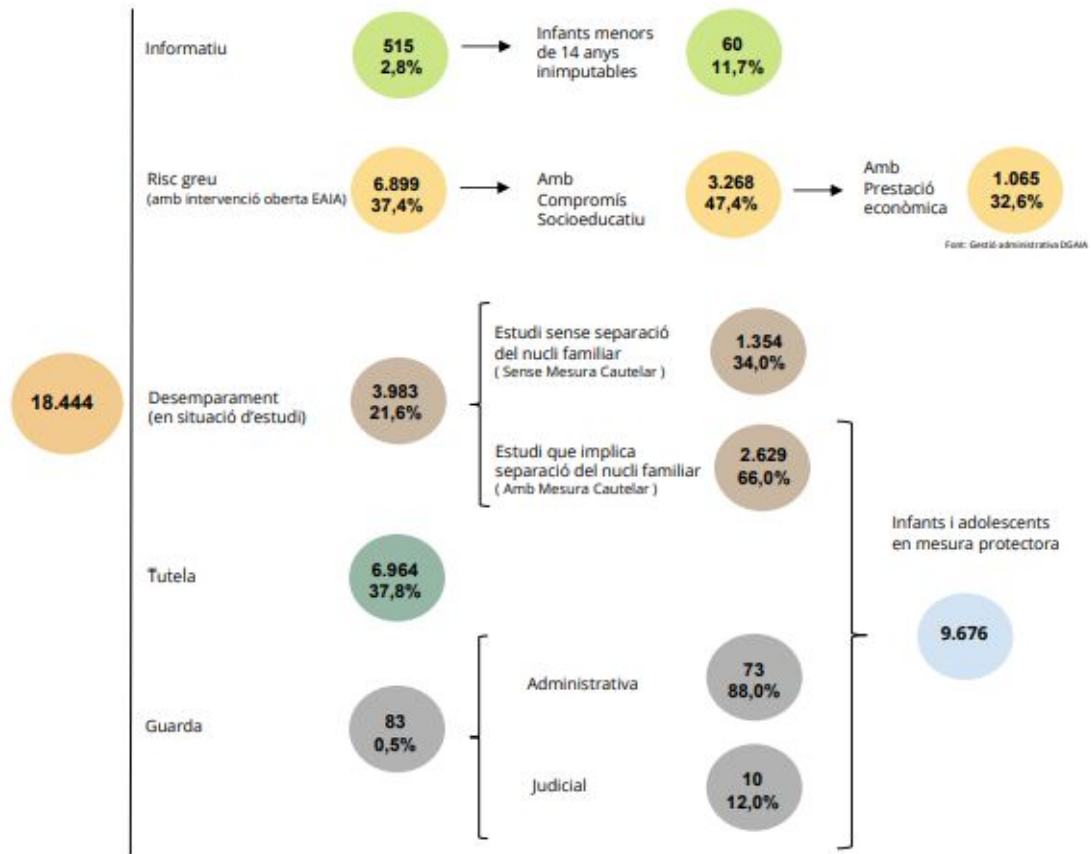 18.444
Informatiu
515
2,8%
Infants menors
de 14 anys
inimputables
60
11,7%
Risc greu
(amb intervenció oberta EAIA)
6.899
37,4%
Amb
Compromís
Socioeducatiu
3.268
47,4%
Amb
Prestació
econòmica
1.065
32,6%
Font: Gestió administrativa DGAIA
Desemparament
(en situació d'estudi)
3.983
21,6%
Estudi sense separació
del nucli familiar
( Sense Mesura Cautelar )
1.354
34,0%
Estudi que implica
separació del nucli familiar
( Amb Mesura Cautelar )
2.629
66,0%
Tutela
6.964
37,8%
Guarda
83
0,5%
Administrativa
73
88,0%
Judicial
10
12,0%
Infants i adolescents
en mesura protectora
9.676